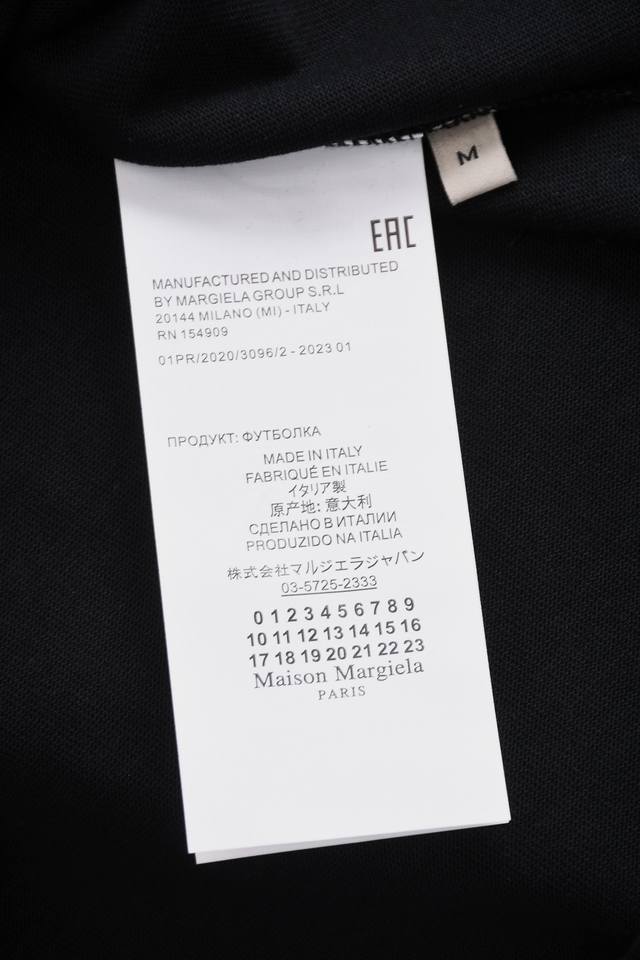 M
EAC
MANUFACTURED AND DISTRIBUTED
BY MARGIELA GROUP S.R.L
20144 MILANO (MI) - ITALY
RN 154909
01PR/2020/3096/2 - 2023 01
ПРОДУКТ: ФУТБОЛКА
MADE IN ITALY
FABRIQUÉ EN ITALIE
イタリア製
原产地: 意大利
СДЕЛАНО В ИТАЛИИ
PRODUZIDO NA ITALIA
株式会社マルジェラジャパン
03-5725-2333
0 1 2 3 4 5 6 7 8 9
10 11 12 13 14 15 16
17 18 19 20 21 22 23
Maison Margiela
PARIS